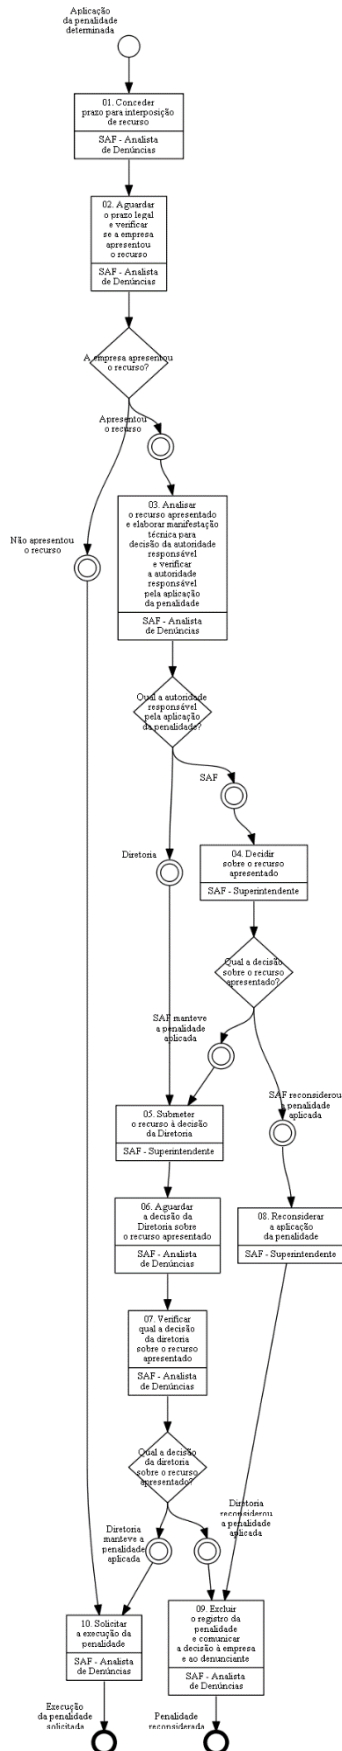 Aplicação
da penalidade
determinada
01. Conceder
prazo para interposição
de recurso
SAF - Analista
de Denúncias
02. Aguardar
o prazo legal
e verificar
se a empresa
apresentou
o recurso
SAF - Analista
de Denúncias
A empresa apresentou
o recurso?
Apresentou
o recurso
Não apresentou
o recurso
03. Analisar
o recurso apresentado
e elaborar manifestação
técnica para
decisão da autoridade
responsável
e verificar
a autoridade
responsável
pela aplicação
da penalidade
SAF - Analista
de Denúncias
Qual a autoridade
responsável
pela aplicação
da penalidade?
SAF
Diretoria
04. Decidir
sobre o recurso
apresentado
SAF - Superintendente
Qual a decisão
sobre o recurso
apresentado?
SAF manteve
a penalidade
aplicada
SAF reconsiderou
a penalidade
aplicada
05. Submeter
o recurso à decisão
da Diretoria
SAF - Superintendente
06. Aguardar
a decisão da
Diretoria sobre
o recurso apresentado
SAF - Analista
de Denúncias
08. Reconsiderar
a aplicação
da penalidade
SAF - Superintendente
07. Verificar
qual a decisão
da diretoria
sobre o recurso
apresentado
SAF - Analista
de Denúncias
Qual a decisão
da diretoria
sobre o recurso
apresentado?
Diretoria
manteve a
penalidade
aplicada
Diretoria
reconsiderou
a penalidade
aplicada
10. Solicitar
a execução da
penalidade
SAF - Analista
de Denúncias
09. Excluir
o registro da
penalidade
e comunicar
a decisão à empresa
e ao denunciante
SAF - Analista
de Denúncias
Execução
da penalidade
solicitada
Penalidade
reconsiderada